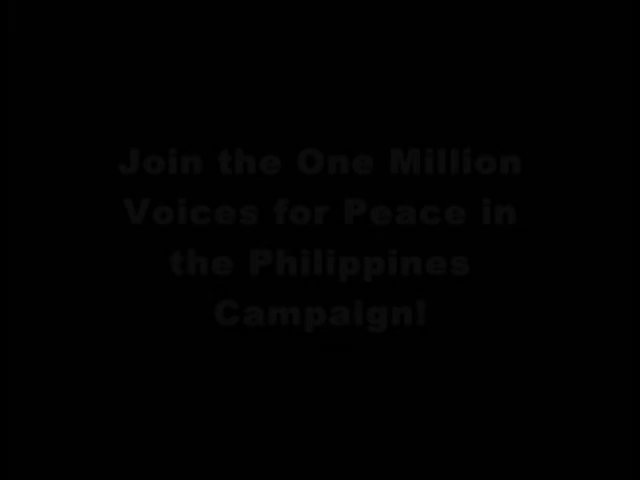 Join the One Million
Voices for Peace in
the Philippines
Campaign!